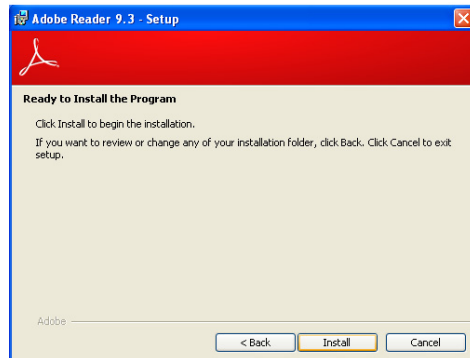 Adobe Reader 9.3 - Setup
Ready to Install the Program
Click Install to begin the installation.
If you want to review or change any of your installation folder, click Back. Click Cancel to exit
setup.
Adobe
< Back Install Cancel